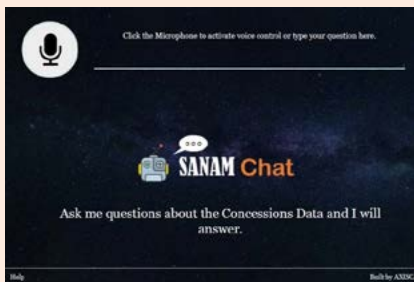 Click the Microphone to activate voice control or type your question here.
SANAM Chat
Ask me questions about the Concessions Data and I will
answer.
Help
Built by AXISC